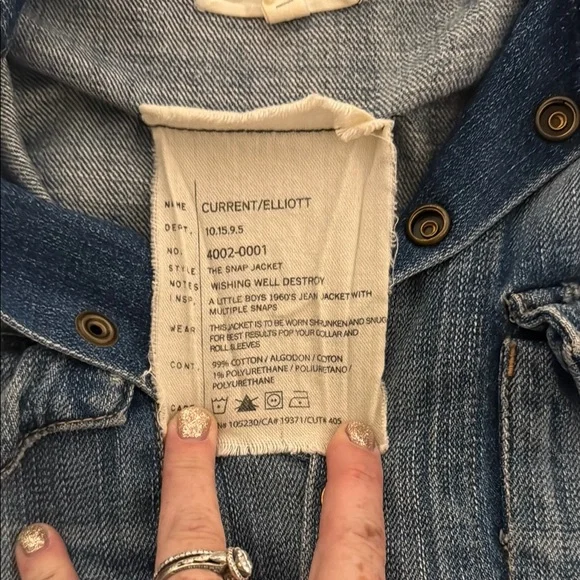 NAME CURRENT/ELLIOTT
DEPT. 10.15.9.5
NO. 4002-0001
STYLE THE SNAP JACKET
NOTES WISHING WELL DESTROY
INSP. A LITTLE BOYS 1960'S JEAN JACKET WITH
MULTIPLE SNAPS
WEAR THIS JACKET IS TO BE WORN SHRUNKEN AND SNUG
FOR BEST RESULTS POP YOUR COLLAR AND
ROLL SLEEVES
CONT. 99% COTTON / ALGODON / COTON
1% POLYURETHANE / POLIURETANO /
POLYURETHANE
CARE
N# 105230/CA# 19371/CUT# 405